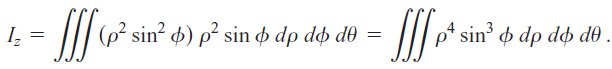 I_z = ∭(ρ² sin² ϕ) ρ² sin ϕ dρ dϕ dθ = ∭ρ⁴ sin³ ϕ dρ dϕ dθ .